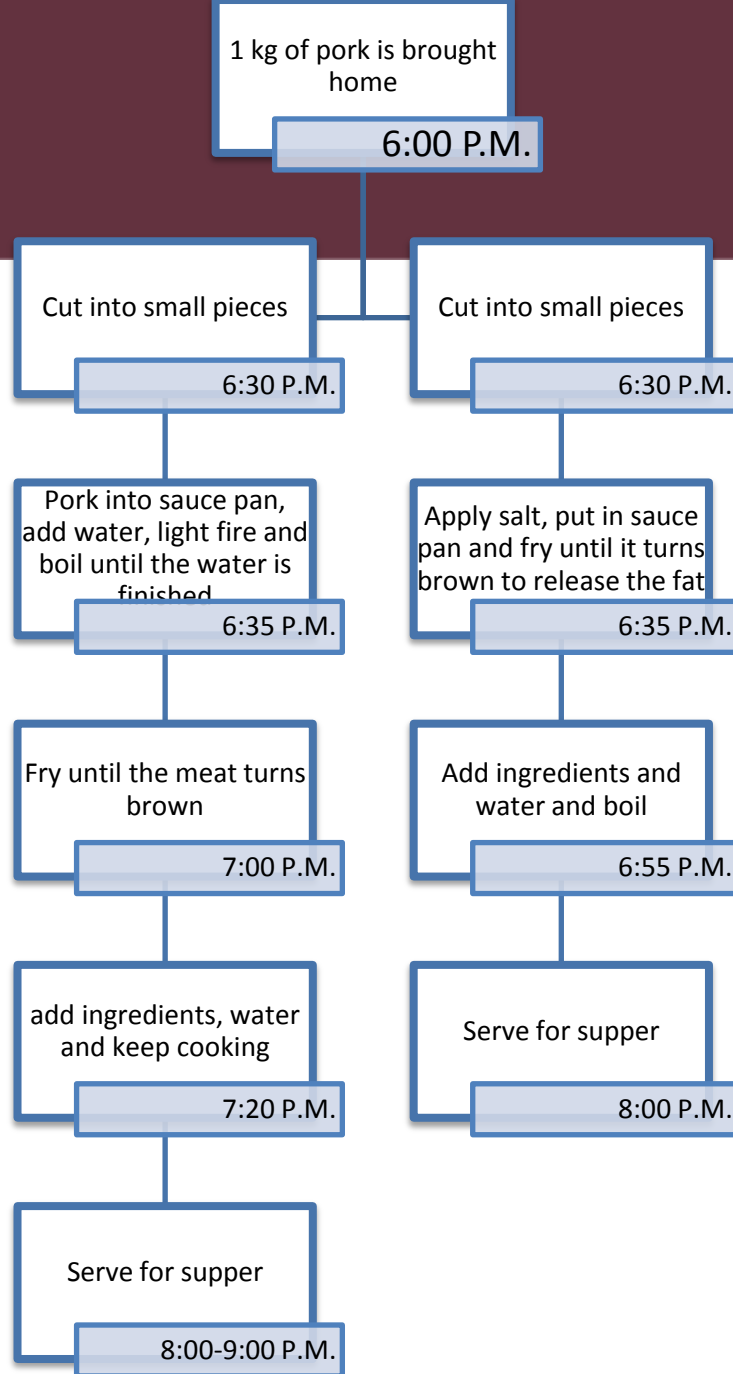 1 kg of pork is brought
home
6:00 P.M.
Cut into small pieces
6:30 P.M.
Pork into sauce pan,
add water, light fire and
boil until the water is
finished
6:35 P.M.
Fry until the meat turns
brown
7:00 P.M.
add ingredients, water
and keep cooking
7:20 P.M.
Serve for supper
8:00-9:00 P.M.
Cut into small pieces
6:30 P.M.
Apply salt, put in sauce
pan and fry until it turns
brown to release the fat
6:35 P.M.
Add ingredients and
water and boil
6:55 P.M.
Serve for supper
8:00 P.M.